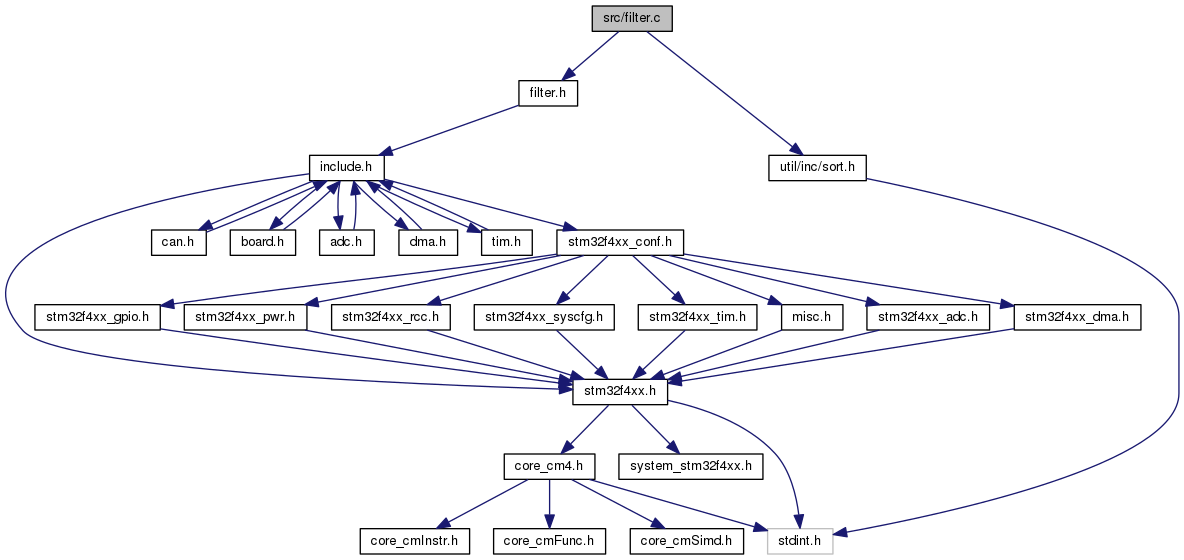 src/filter.c
filter.h
include.h
util/inc/sort.h
can.h
board.h
adc.h
dma.h
tim.h
stm32f4xx_conf.h
stm32f4xx_gpio.h
stm32f4xx_pwr.h
stm32f4xx_rcc.h
stm32f4xx_syscfg.h
stm32f4xx_tim.h
misc.h
stm32f4xx_adc.h
stm32f4xx_dma.h
stm32f4xx.h
core_cm4.h
system_stm32f4xx.h
core_cmInstr.h
core_cmFunc.h
core_cmSimd.h
stdint.h